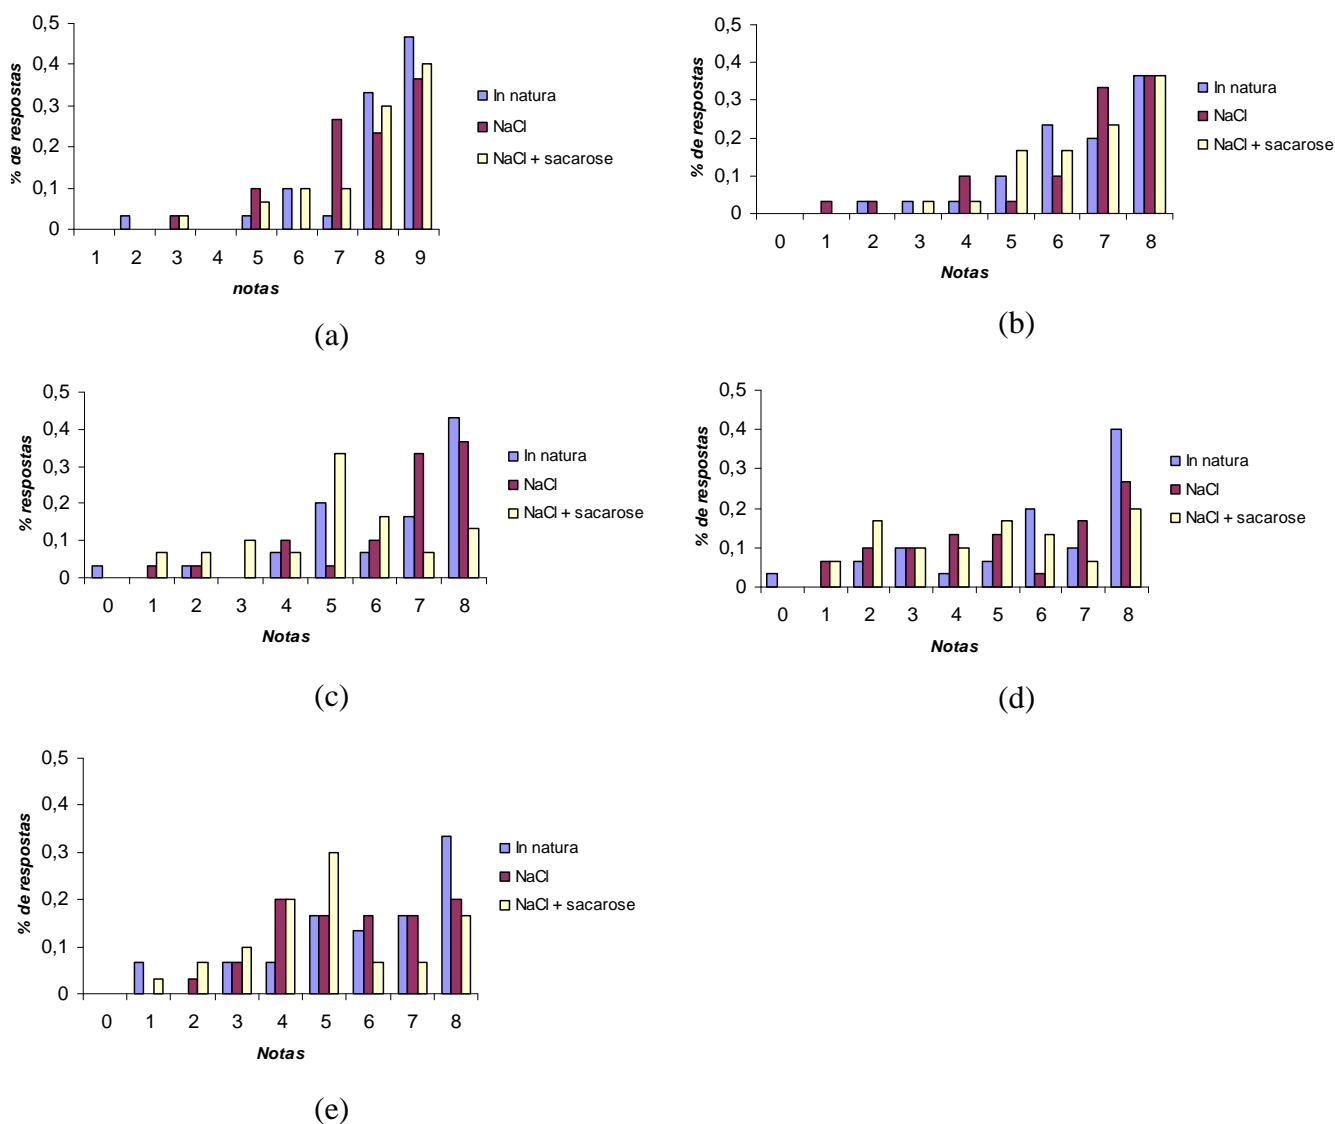 % de respostas
0,5
0,4
0,3
0,2
0,1
0
1 2 3 4 5 6 7 8 9
notas
In natura
NaCl
NaCl + sacarose
(a)
% de respostas
0,5
0,4
0,3
0,2
0,1
0
0 1 2 3 4 5 6 7 8
Notas
In natura
NaCl
NaCl + sacarose
(b)
% respostas
0,5
0,4
0,3
0,2
0,1
0
0 1 2 3 4 5 6 7 8
Notas
In natura
NaCl
NaCl + sacarose
(c)
% de respostas
0,5
0,4
0,3
0,2
0,1
0
0 1 2 3 4 5 6 7 8
Notas
In natura
NaCl
NaCl + sacarose
(d)
% de respostas
0,5
0,4
0,3
0,2
0,1
0
0 1 2 3 4 5 6 7 8
Notas
In natura
NaCl
NaCl + sacarose
(e)